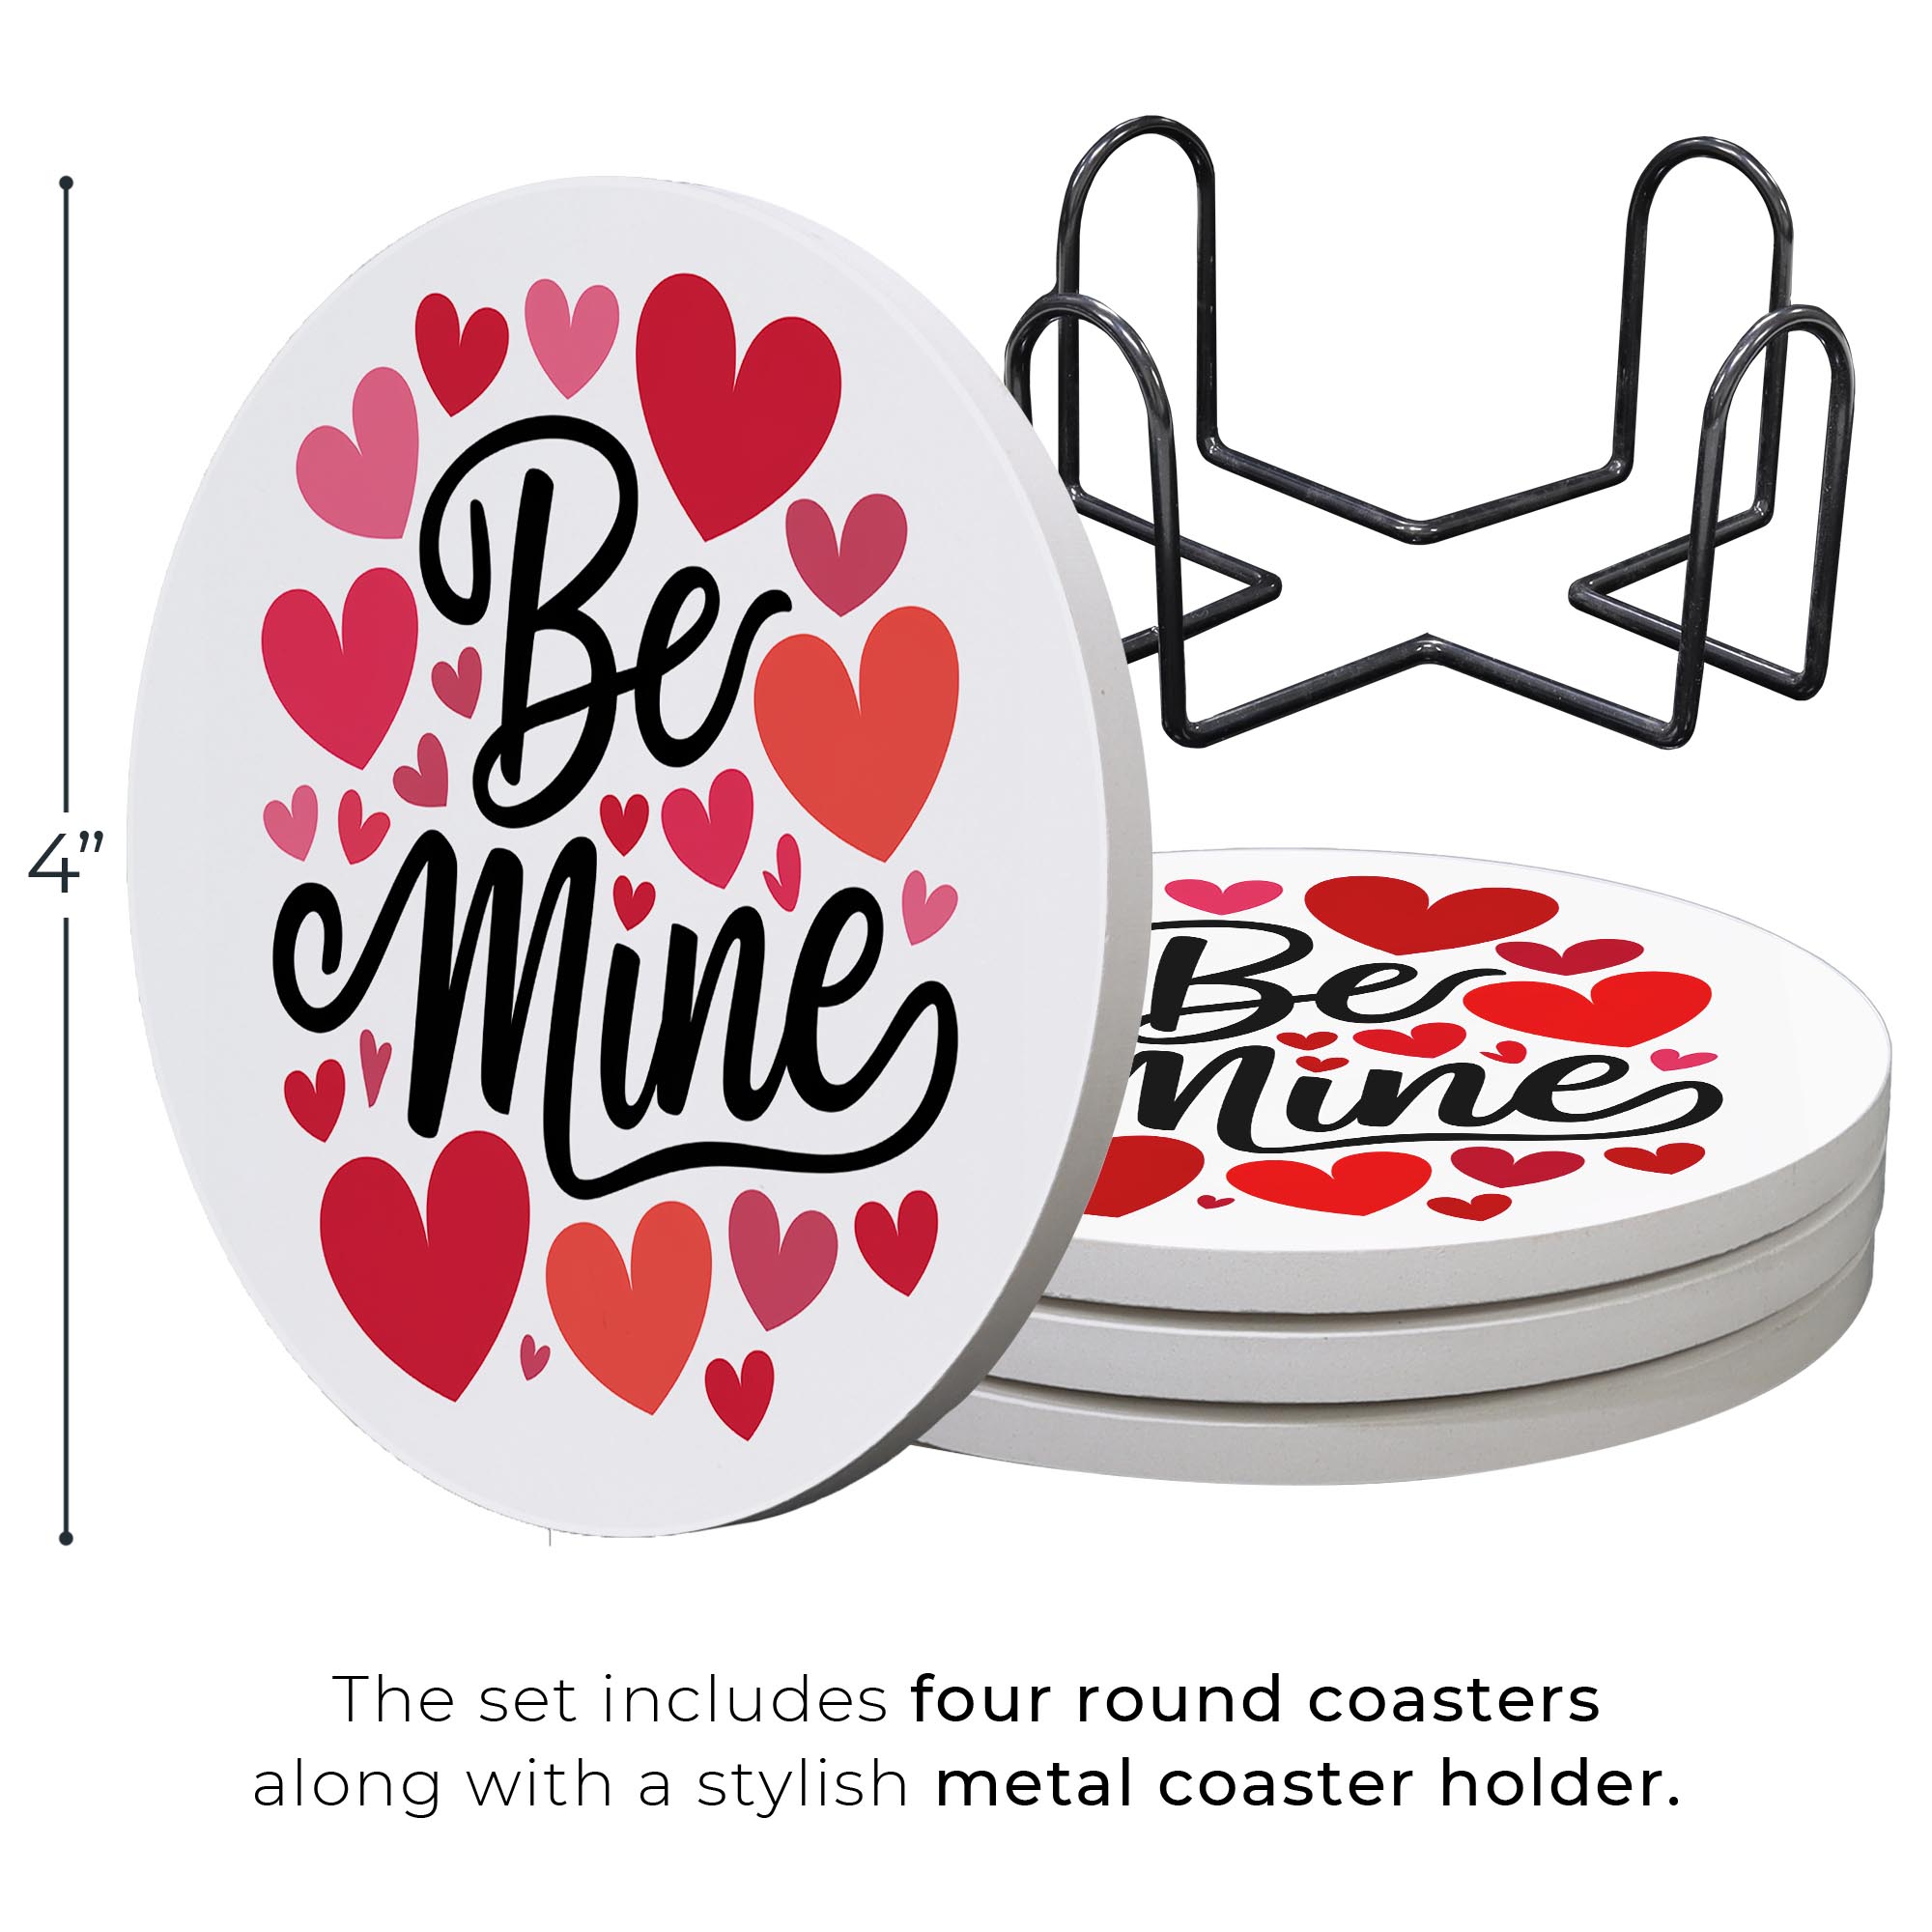 Be
Mine
4”
Be
Mine
The set includes four round coasters
along with a stylish metal coaster holder.